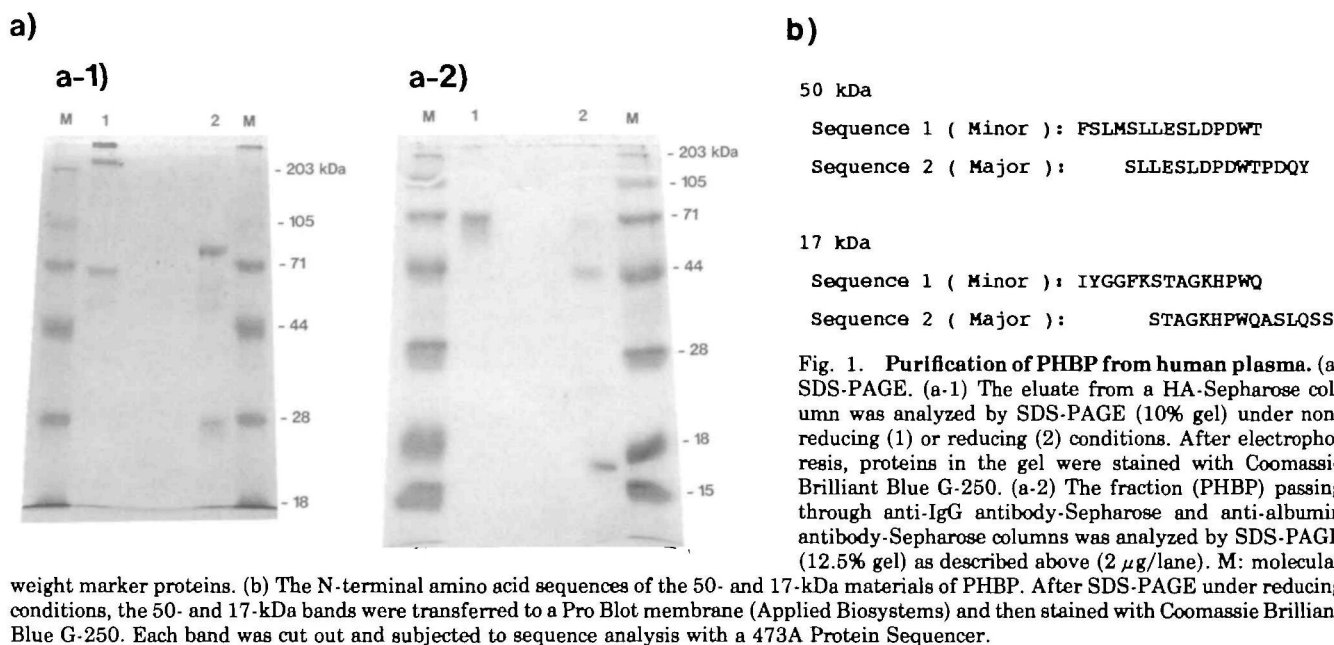 a)
a-1)
M 1 2 M
- 203 kDa
- 105
- 71
- 44
- 28
- 18
a-2)
M 1 2 M
- 203 kDa
- 105
- 71
- 44
- 28
- 18
- 15
b)
50 kDa
Sequence 1 ( Minor ): FSLMSLLESLDPDWT
Sequence 2 ( Major ): SLLESLDPDWTPDQY
17 kDa
Sequence 1 ( Minor ): IYGGFKSTAGKHPWQ
Sequence 2 ( Major ): STAGKHPWQASLQSS
Fig. 1. Purification of PHBP from human plasma. (a
SDS-PAGE. (a-1) The eluate from a HA-Sepharose col
umn was analyzed by SDS-PAGE (10% gel) under non
reducing (1) or reducing (2) conditions. After electropho
resis, proteins in the gel were stained with Coomassi
Brilliant Blue G-250. (a-2) The fraction (PHBP) passing
through anti-IgG antibody-Sepharose and anti-albumi
antibody-Sepharose columns was analyzed by SDS-PAG
(12.5% gel) as described above (2 μg/lane). M: molecula
weight marker proteins. (b) The N-terminal amino acid sequences of the 50- and 17-kDa materials of PHBP. After SDS-PAGE under reducing
conditions, the 50- and 17-kDa bands were transferred to a Pro Blot membrane (Applied Biosystems) and then stained with Coomassie Brillian
Blue G-250. Each band was cut out and subjected to sequence analysis with a 473A Protein Sequencer.